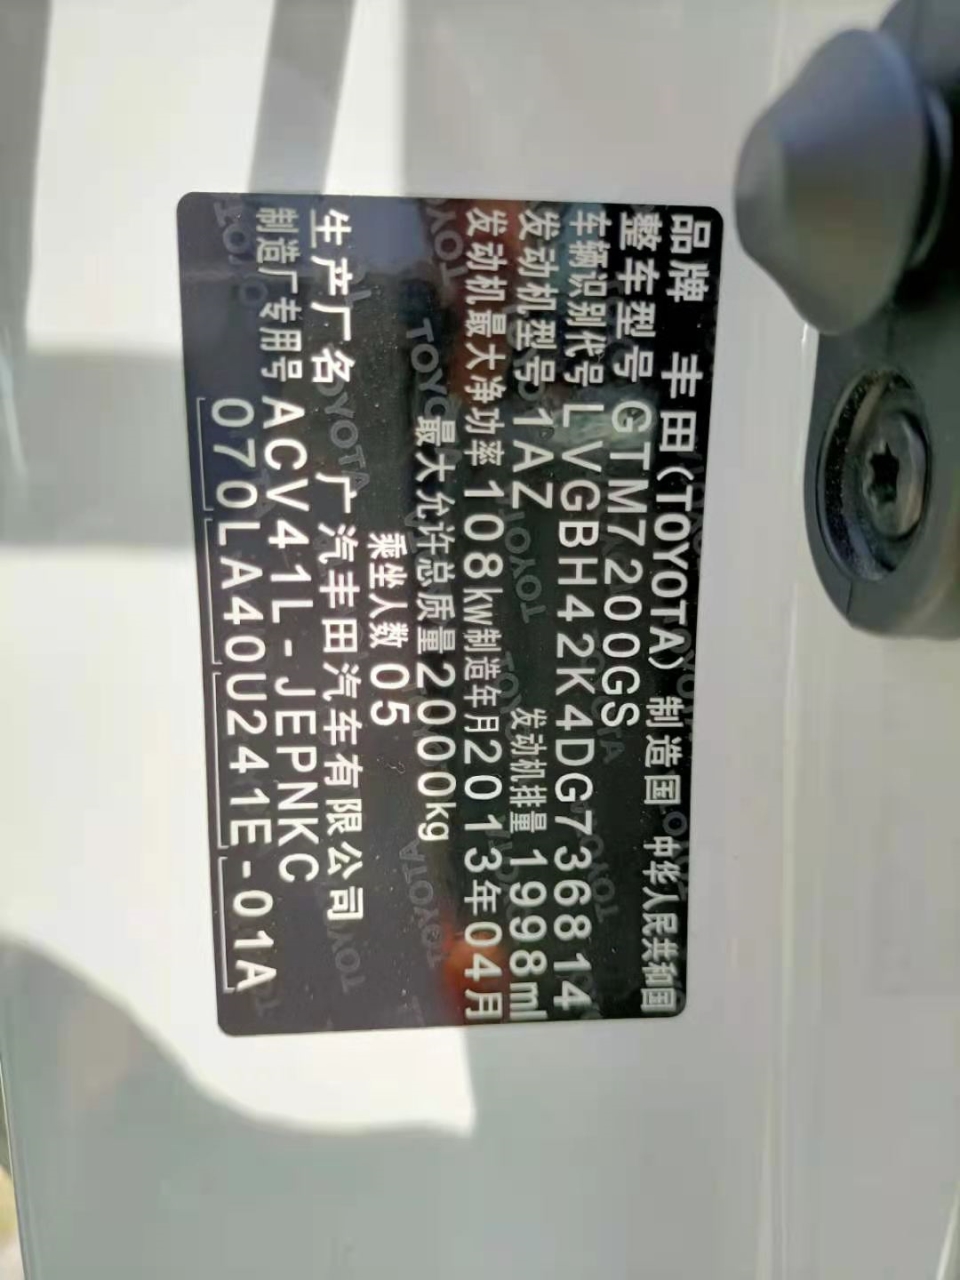 品牌 丰田(TOYOTA) 制造国 中华人民共和国
整车型号 GTM7200GS
车辆识别代号 LVGBH42K4DG736814
发动机型号 1AZ 发动机排量 1998ml
发动机最大净功率 108kw 制造年月 2013年04月
最大允许总质量 2000kg
乘坐人数 05
生产厂名 广汽丰田汽车有限公司
制造厂专用号 ACV41L-JEPNKC
070LA40U241E-01A